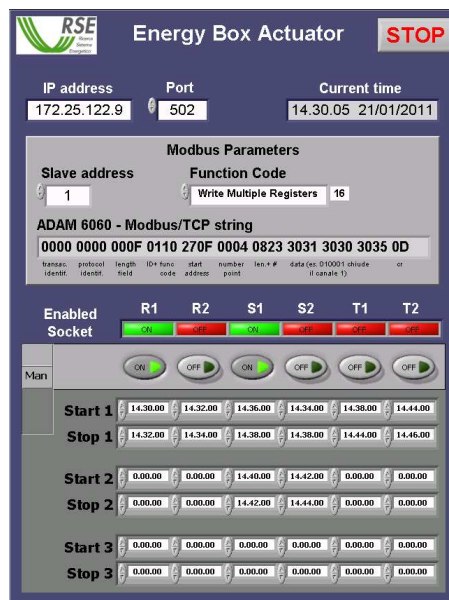 RSE
Ricerca
Sistema
Energetico
Energy Box Actuator
STOP
IP address Port Current time
172.25.122.9 502 14.30.05 21/01/2011
Modbus Parameters
Slave address Function Code
1 Write Multiple Registers 16
ADAM 6060 - Modbus/TCP string
0000 0000 000F 0110 270F 0004 0823 3031 3030 3035 0D
transac. protocol length ID+ func start number len.+ # data (es. 010001 chiude cr
identif. identif. field code address point il canale 1)
Enabled R1 R2 S1 S2 T1 T2
Socket ON OFF ON OFF OFF OFF
Man ON OFF ON OFF OFF OFF
Start 1 14.30.00 14.32.00 14.36.00 14.34.00 14.38.00 14.44.00
Stop 1 14.32.00 14.34.00 14.38.00 14.38.00 14.44.00 14.46.00
Start 2 0.00.00 0.00.00 14.40.00 14.42.00 0.00.00 0.00.00
Stop 2 0.00.00 0.00.00 14.42.00 14.44.00 0.00.00 0.00.00
Start 3 0.00.00 0.00.00 0.00.00 0.00.00 0.00.00 0.00.00
Stop 3 0.00.00 0.00.00 0.00.00 0.00.00 0.00.00 0.00.00